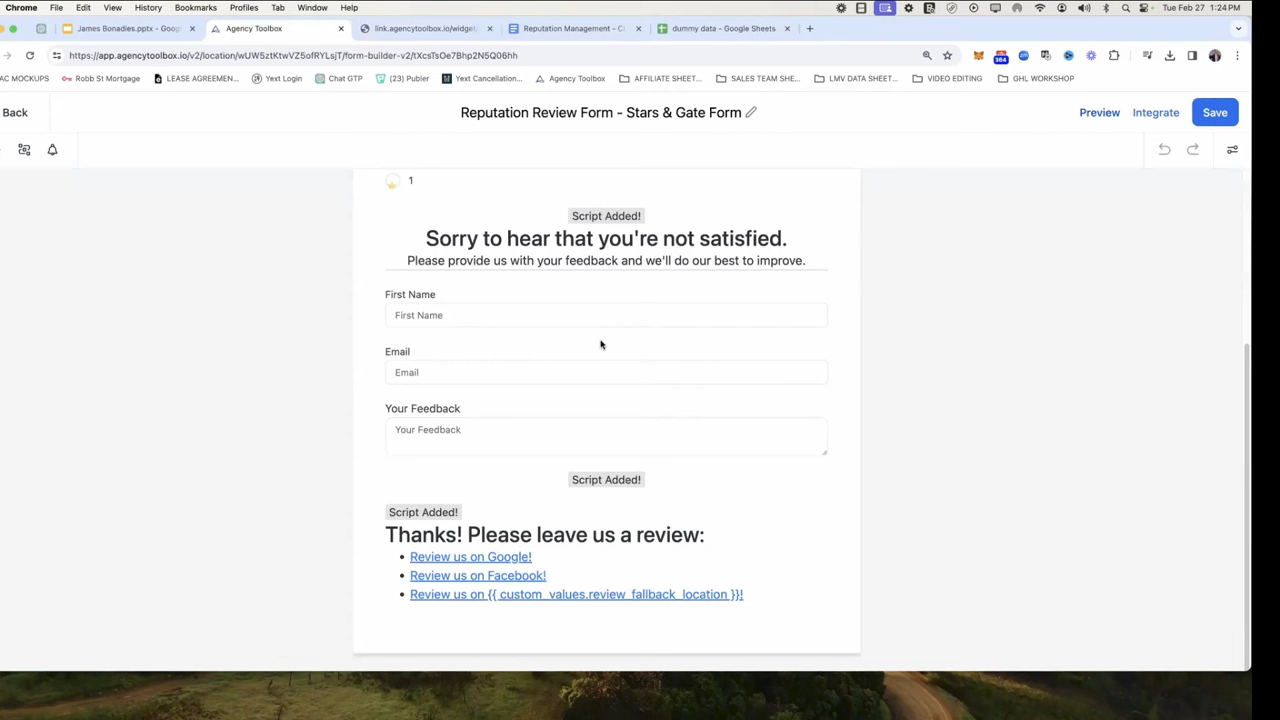 Chrome File Edit View History Bookmarks Profiles Tab Window Help Tue Feb 27 1:24 PM
James Bonadies.pptx - Goog Agency Toolbox link.agencytoolbox.io/widget Reputation Management - C dummy data - Google Sheets
https://app.agencytoolbox.io/v2/location/wUW5ztKtwVZ5ofRYLsjT/form-builder-v2/tXcsTsOe7Bhp2N5Q06hh
AC MOCKUPS Robb St Mortgage LEASE AGREEMEN... Yext Login Chat GTP (23) Publer Yext Cancellation... Agency Toolbox AFFILIATE SHEET... SALES TEAM SHE... LMV DATA SHEET... VIDEO EDITING GHL WORKSHOP
364
Back
Reputation Review Form - Stars & Gate Form
Preview Integrate Save
1
Script Added!
Sorry to hear that you're not satisfied.
Please provide us with your feedback and we'll do our best to improve.
First Name
First Name
Email
Email
Your Feedback
Your Feedback
Script Added!
Script Added!
Thanks! Please leave us a review:
• Review us on Google!
• Review us on Facebook!
• Review us on {{ custom_values.review_fallback_location }}!